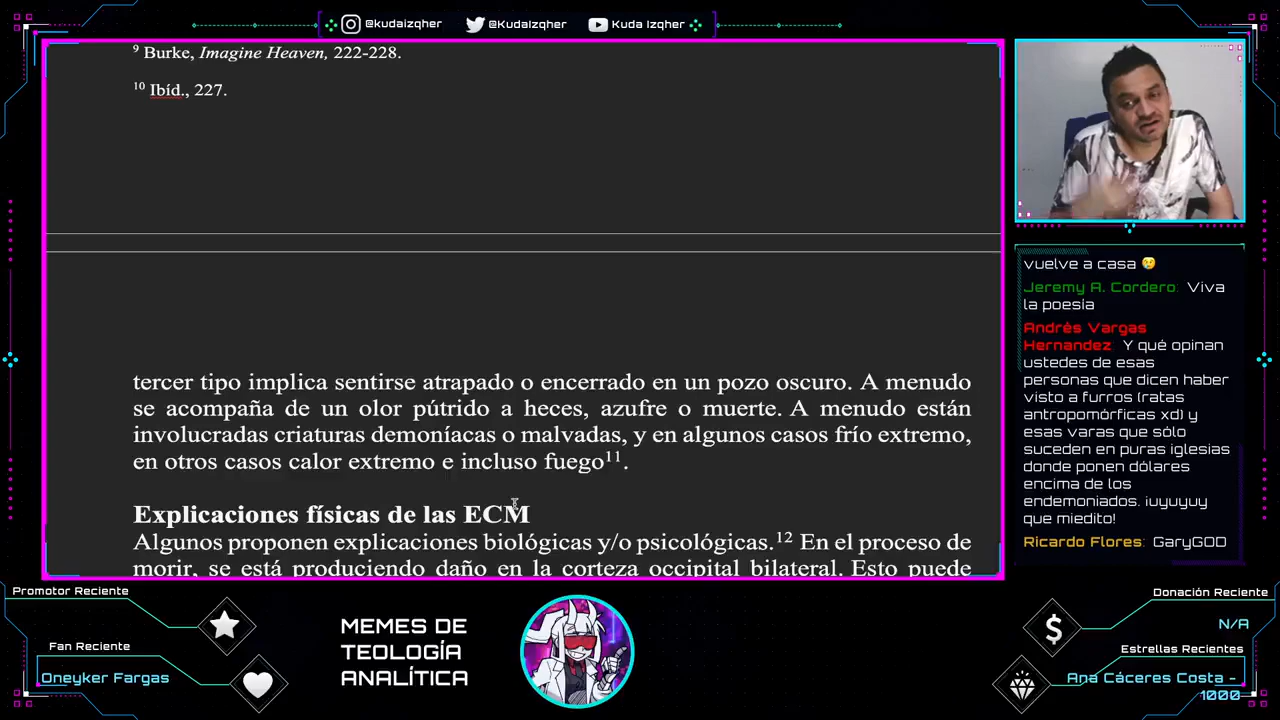 @kudaizqher
@KudaIzqher
Kuda Izqher
⁹ Burke, Imagine Heaven, 222-228.
¹⁰ Ibíd., 227.
tercer tipo implica sentirse atrapado o encerrado en un pozo oscuro. A menudo
se acompaña de un olor pútrido a heces, azufre o muerte. A menudo están
involucradas criaturas demoníacas o malvadas, y en algunos casos frío extremo,
en otros casos calor extremo e incluso fuego¹¹.
Explicaciones físicas de las ECM
Algunos proponen explicaciones biológicas y/o psicológicas.¹² En el proceso de
morir, se está produciendo daño en la corteza occipital bilateral. Esto puede
vuelve a casa 😢
Jeremy A. Cordero: Viva
la poesía
Andrés Vargas
Hernandez: Y qué opinan
ustedes de esas
personas que dicen haber
visto a furros (ratas
antropomórficas xd) y
esas varas que sólo
suceden en puras iglesias
donde ponen dólares
encima de los
endemoniados. ¡uyuyuy
que miedito!
Ricardo Flores: GaryGOD
Promotor Reciente
Fan Reciente
Oneyker Fargas
MEMES DE
TEOLOGÍA
ANALÍTICA
Donación Reciente
N/A
Estrellas Recientes
Ana Cáceres Costa -
1000